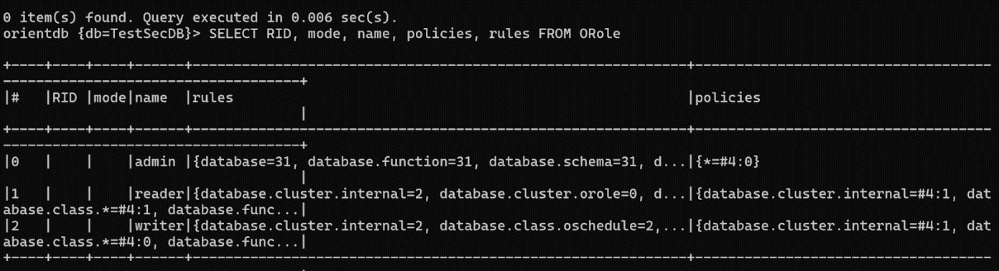 0 item(s) found. Query executed in 0.006 sec(s).
orientdb {db=TestSecDB}> SELECT RID, mode, name, policies, rules FROM ORole
+----+----+----+------+----------------------------------------------------------+-----------------------------------
-----------------------------------+
|#   |RID |mode|name  |rules                                                     |policies
                                   |
+----+----+----+------+----------------------------------------------------------+-----------------------------------
-----------------------------------+
|0   |    |    |admin |{database=31, database.function=31, database.schema=31, d...|{*=#4:0}
                                   |
|1   |    |    |reader|{database.cluster.internal=2, database.cluster.orole=0, d...|{database.cluster.internal=#4:1, dat
abase.class.*=#4:1, database.func...|
|2   |    |    |writer|{database.cluster.internal=2, database.class.oschedule=2,...|{database.cluster.internal=#4:1, dat
abase.class.*=#4:0, database.func...|
+----+----+----+------+----------------------------------------------------------+-----------------------------------